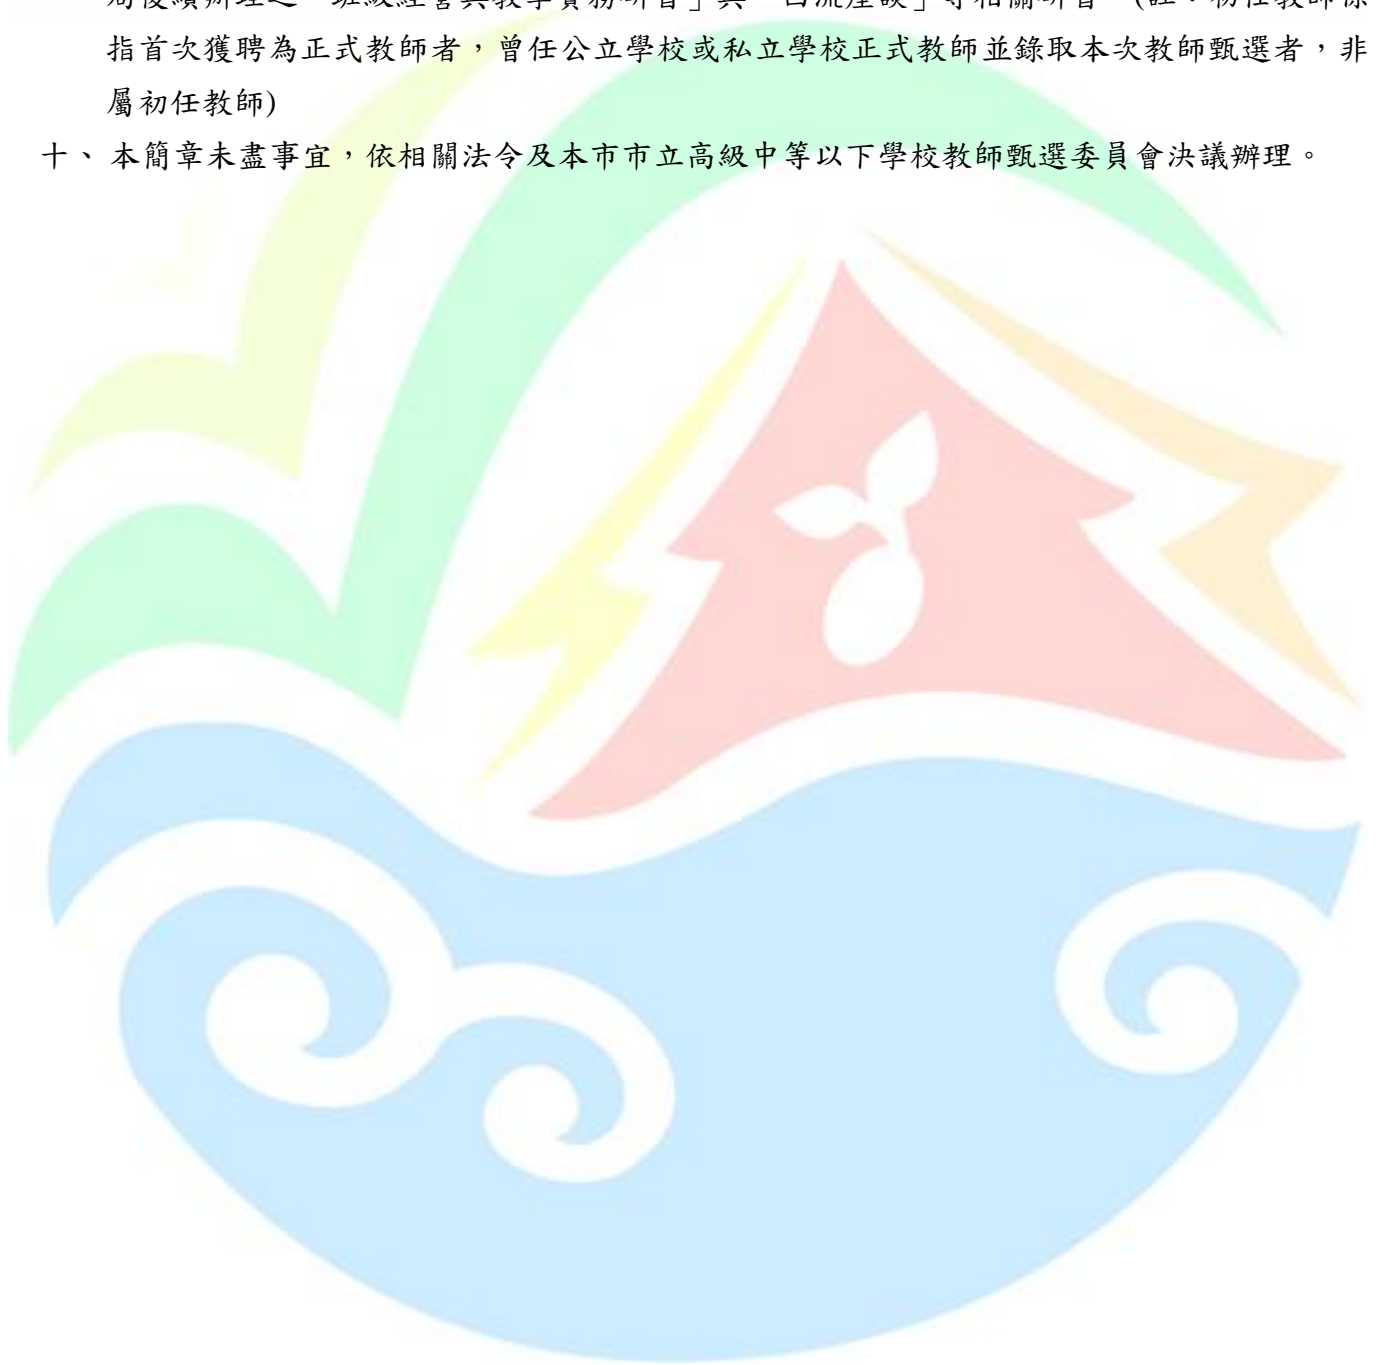 局後續辦理之「班級經營與教學實務研習」與「回流座談」等相關研習。(註：初任教師係
指首次獲聘為正式教師者，曾任公立學校或私立學校正式教師並錄取本次教師甄選者，非
屬初任教師)
十、 本簡章未盡事宜，依相關法令及本市市立高級中等以下學校教師甄選委員會決議辦理。